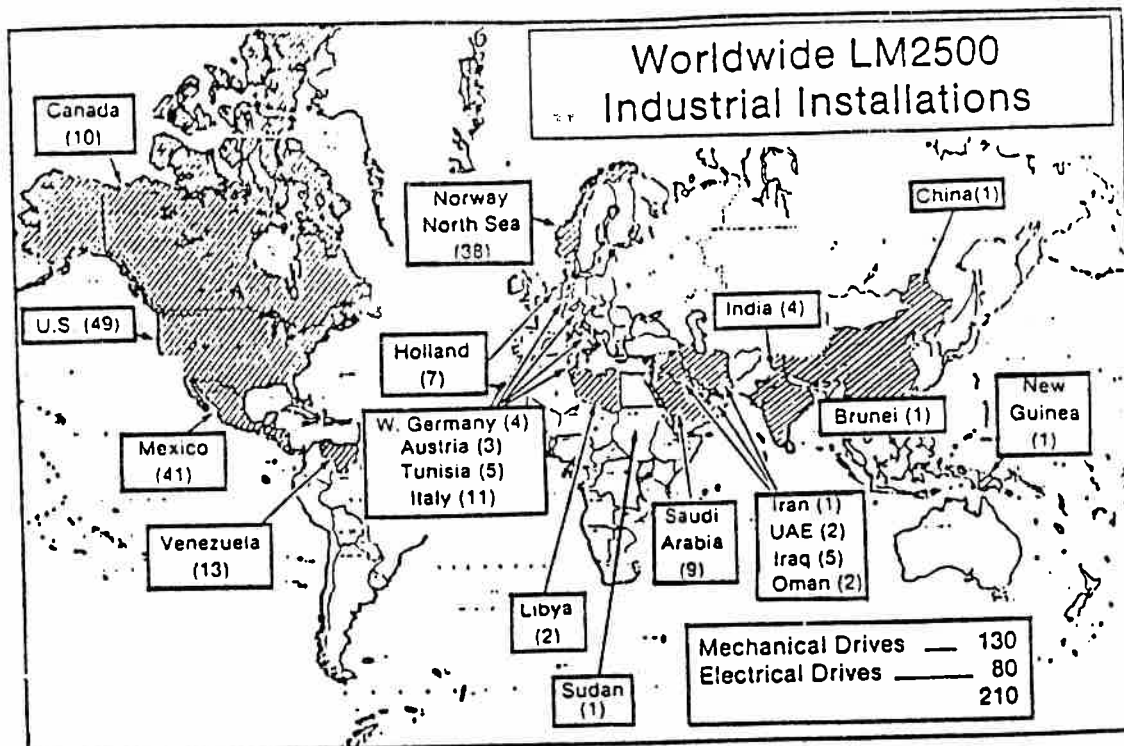 Worldwide LM2500
Industrial Installations
Canada
(10)
Norway
North Sea
(38)
China(1)
U.S. (49)
India (4)
Holland
(7)
New
Guinea
(1)
Brunei (1)
W. Germany (4)
Austria (3)
Tunisia (5)
Italy (11)
Mexico
(41)
Venezuela
(13)
Saudi
Arabia
(9)
Iran (1)
UAE (2)
Iraq (5)
Oman (2)
Libya
(2)
Sudan
(1)
Mechanical Drives 130
Electrical Drives 80
210